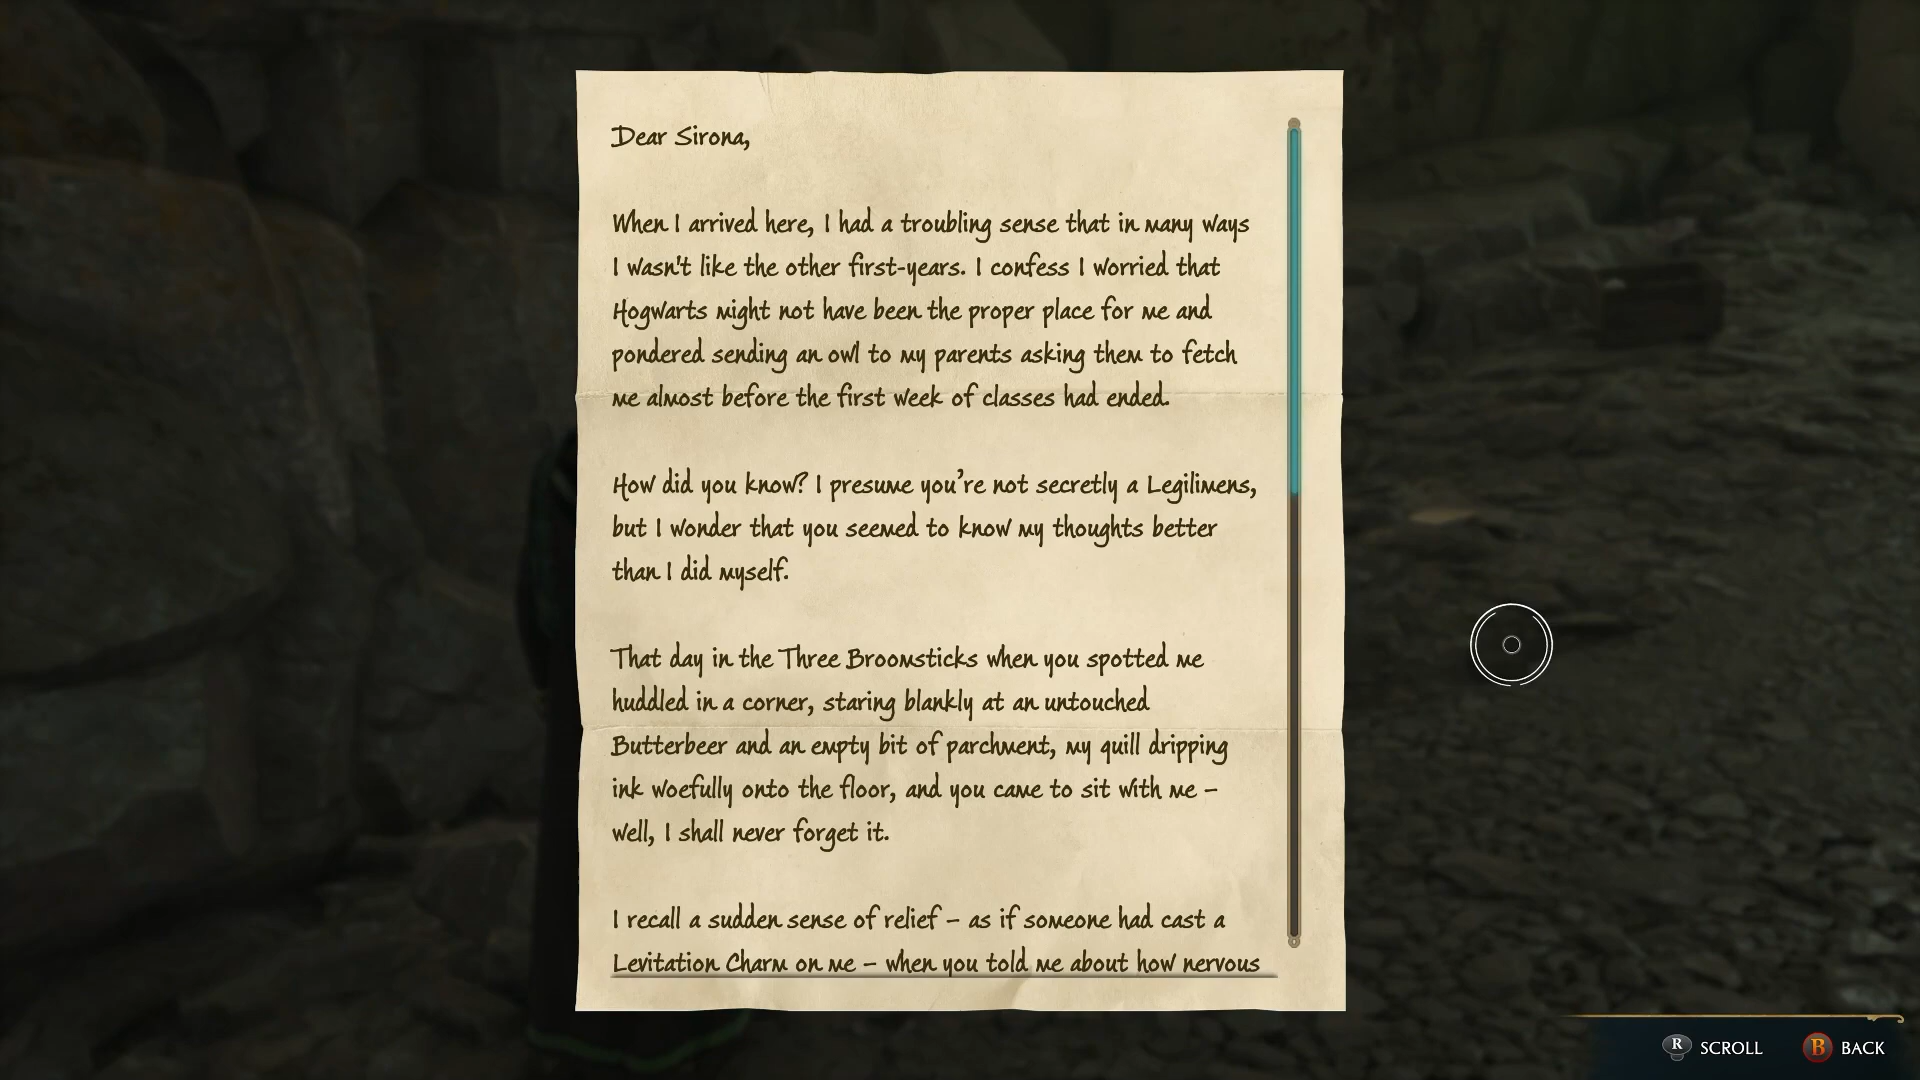 Dear Sirona,
When I arrived here, I had a troubling sense that in many ways
I wasn't like the other first-years. I confess I worried that
Hogwarts might not have been the proper place for me and
pondered sending an owl to my parents asking them to fetch
me almost before the first week of classes had ended.
How did you know? I presume you're not secretly a Legilimens,
but I wonder that you seemed to know my thoughts better
than I did myself.
That day in the Three Broomsticks when you spotted me
huddled in a corner, staring blankly at an untouched
Butterbeer and an empty bit of parchment, my quill dripping
ink woefully onto the floor, and you came to sit with me –
well, I shall never forget it.
I recall a sudden sense of relief – as if someone had cast a
Levitation Charm on me – when you told me about how nervous
R SCROLL B BACK